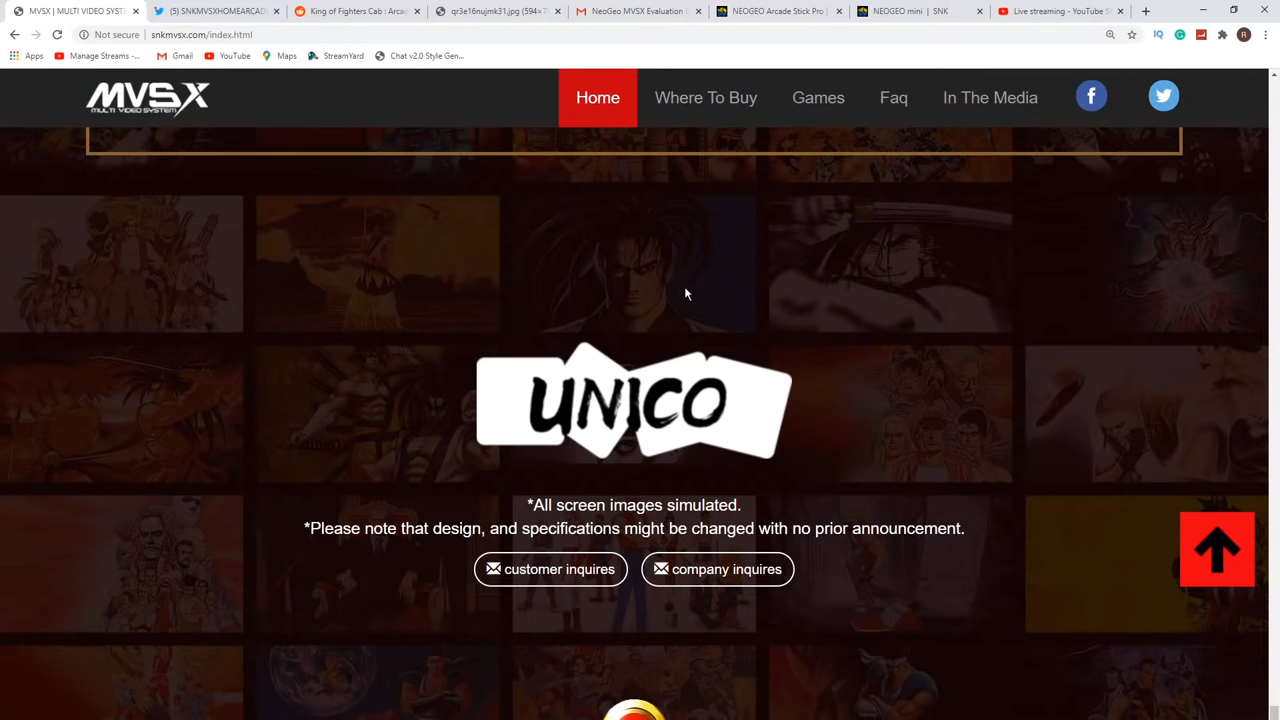 MVSX | MULTI VIDEO SYSTE
(5) SNKMVSXHOMEARCAD
King of Fighters Cab : Arcad
qr3e16nujmk31.jpg (594×7
NeoGeo MVSX Evaluation U
NEOGEO Arcade Stick Pro |
NEOGEO mini | SNK
Live streaming - YouTube S
Not secure | snkmvsx.com/index.html
Apps
Manage Streams -...
Gmail
YouTube
Maps
StreamYard
Chat v2.0 Style Gen...
IQ
R
MVSX
MULTI VIDEO SYSTEM
Home
Where To Buy
Games
Faq
In The Media
UNICO
*All screen images simulated.
*Please note that design, and specifications might be changed with no prior announcement.
customer inquires
company inquires